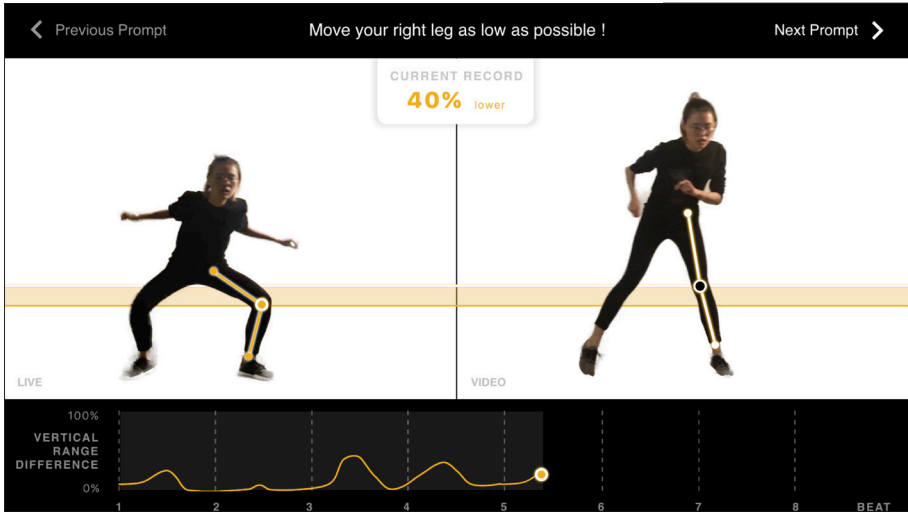 Previous Prompt
Move your right leg as low as possible !
Next Prompt
CURRENT RECORD
40% lower
LIVE
VIDEO
100%
VERTICAL
RANGE
DIFFERENCE
0%
1 2 3 4 5 6 7 8 BEAT